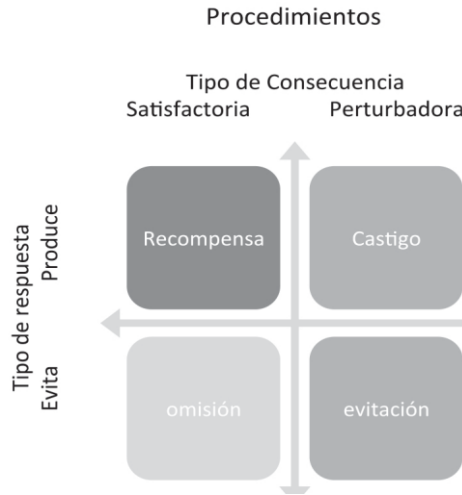 Procedimientos
Tipo de Consecuencia
Satisfactoria Perturbadora
Tipo de respuesta
Produce
Evita
Recompensa
Castigo
omisión
evitación